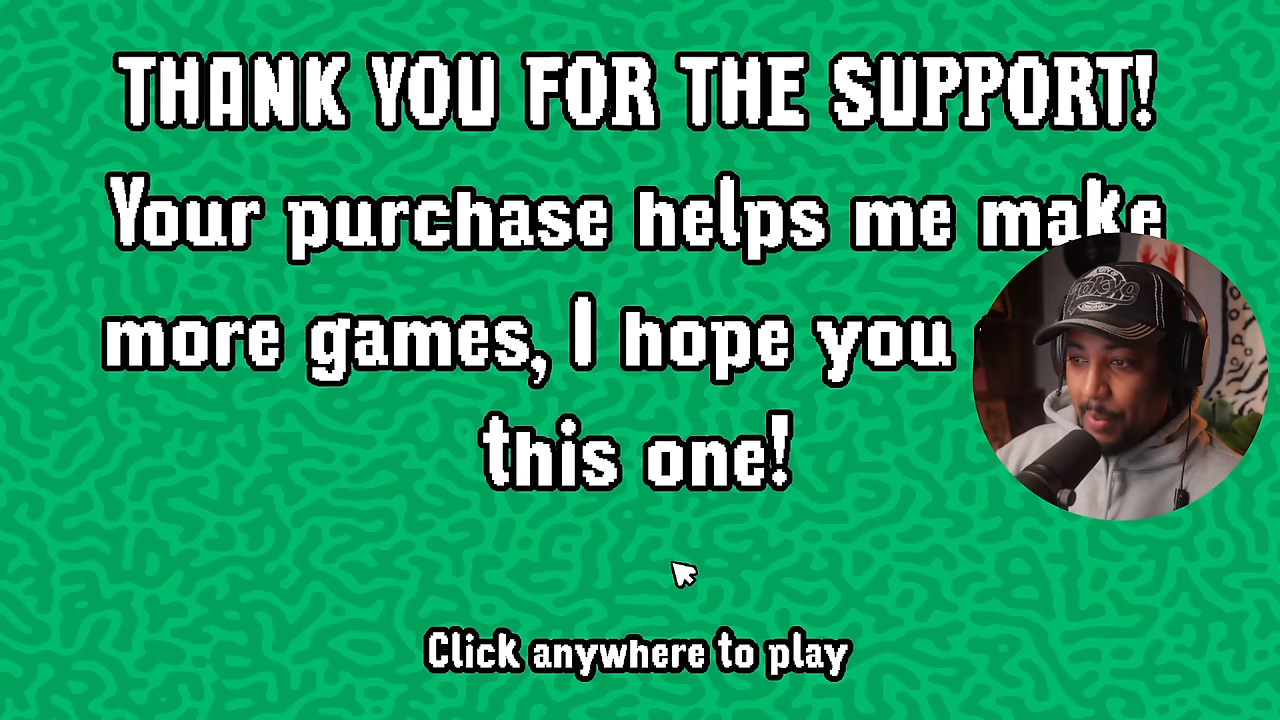 THANK YOU FOR THE SUPPORT!
Your purchase helps me make
more games, I hope you
this one!
Click anywhere to play